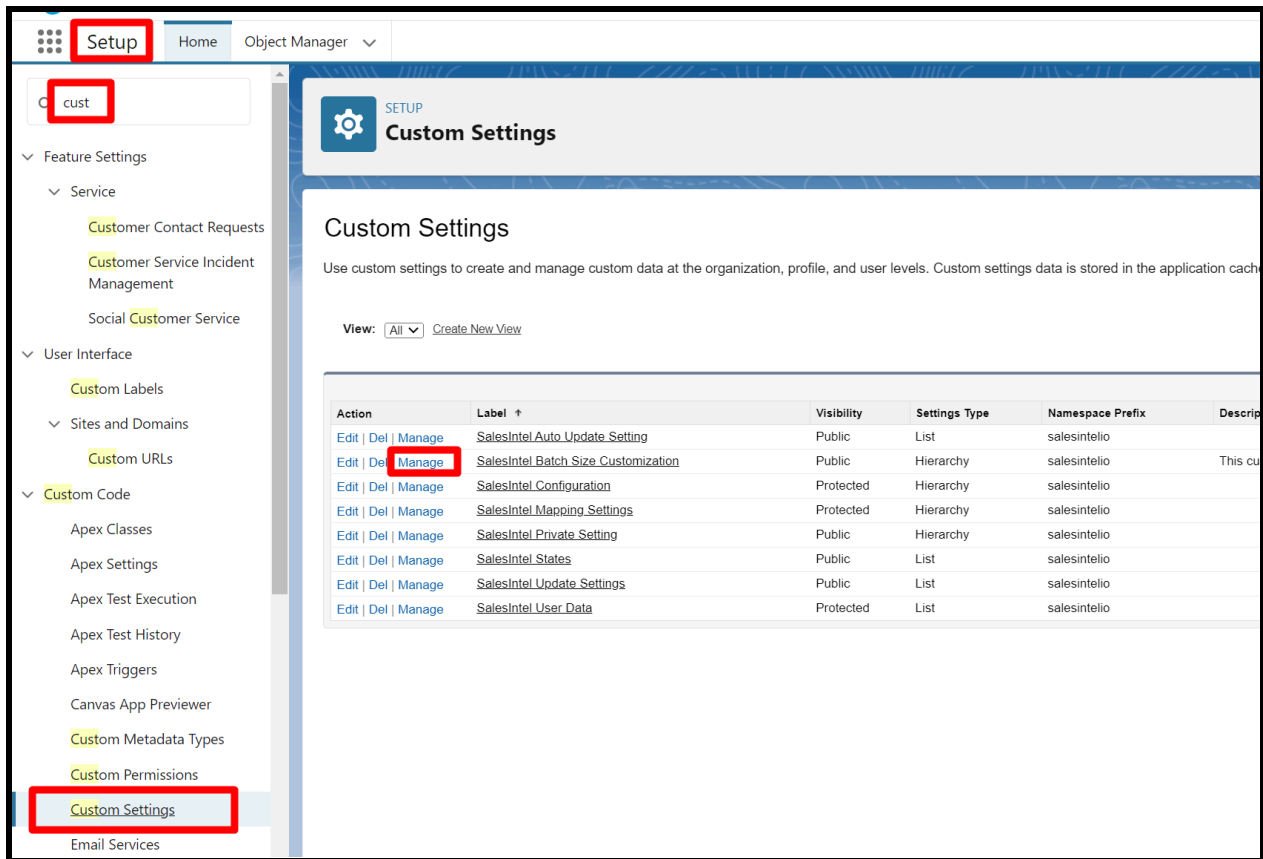 Setup Home Object Manager
cust
Feature Settings
Service
Customer Contact Requests
Customer Service Incident
Management
Social Customer Service
User Interface
Custom Labels
Sites and Domains
Custom URLs
Custom Code
Apex Classes
Apex Settings
Apex Test Execution
Apex Test History
Apex Triggers
Canvas App Previewer
Custom Metadata Types
Custom Permissions
Custom Settings
Email Services
SETUP
Custom Settings
Custom Settings
Use custom settings to create and manage custom data at the organization, profile, and user levels. Custom settings data is stored in the application cach
View: All Create New View
Action Label ↑ Visibility Settings Type Namespace Prefix Descrip
Edit | Del | Manage SalesIntel Auto Update Setting Public List salesintelio
Edit | Del Manage SalesIntel Batch Size Customization Public Hierarchy salesintelio This cu
Edit | Del | Manage SalesIntel Configuration Protected Hierarchy salesintelio
Edit | Del | Manage SalesIntel Mapping Settings Protected Hierarchy salesintelio
Edit | Del | Manage SalesIntel Private Setting Public Hierarchy salesintelio
Edit | Del | Manage SalesIntel States Public List salesintelio
Edit | Del | Manage SalesIntel Update Settings Public List salesintelio
Edit | Del | Manage SalesIntel User Data Protected List salesintelio